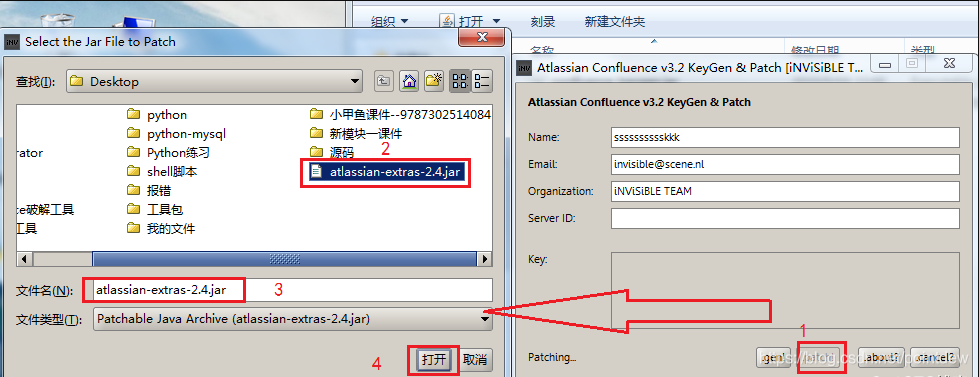 组织
打开
刻录
新建文件夹
名称
修改日期
类型
iNV
Select the Jar File to Patch
查找(I):
Desktop
python
python-mysql
Python练习
shell脚本
报错
工具包
我的文件
小甲鱼课件--9787302514084
新模块一课件
源码
2
atlassian-extras-2.4.jar
rator
ce破解工具
工具
文件名(N):
atlassian-extras-2.4.jar
3
文件类型(T):
Patchable Java Archive (atlassian-extras-2.4.jar)
4
打开
取消
Atlassian Confluence v3.2 KeyGen & Patch [iNViSiBLE T...
Atlassian Confluence v3.2 KeyGen & Patch
Name:
ssssssssskkk
Email:
invisible@scene.nl
Organization:
iNViSiBLE TEAM
Server ID:
Key:
1
Patching...
.gen!
.patch!
.about?
.cancel?